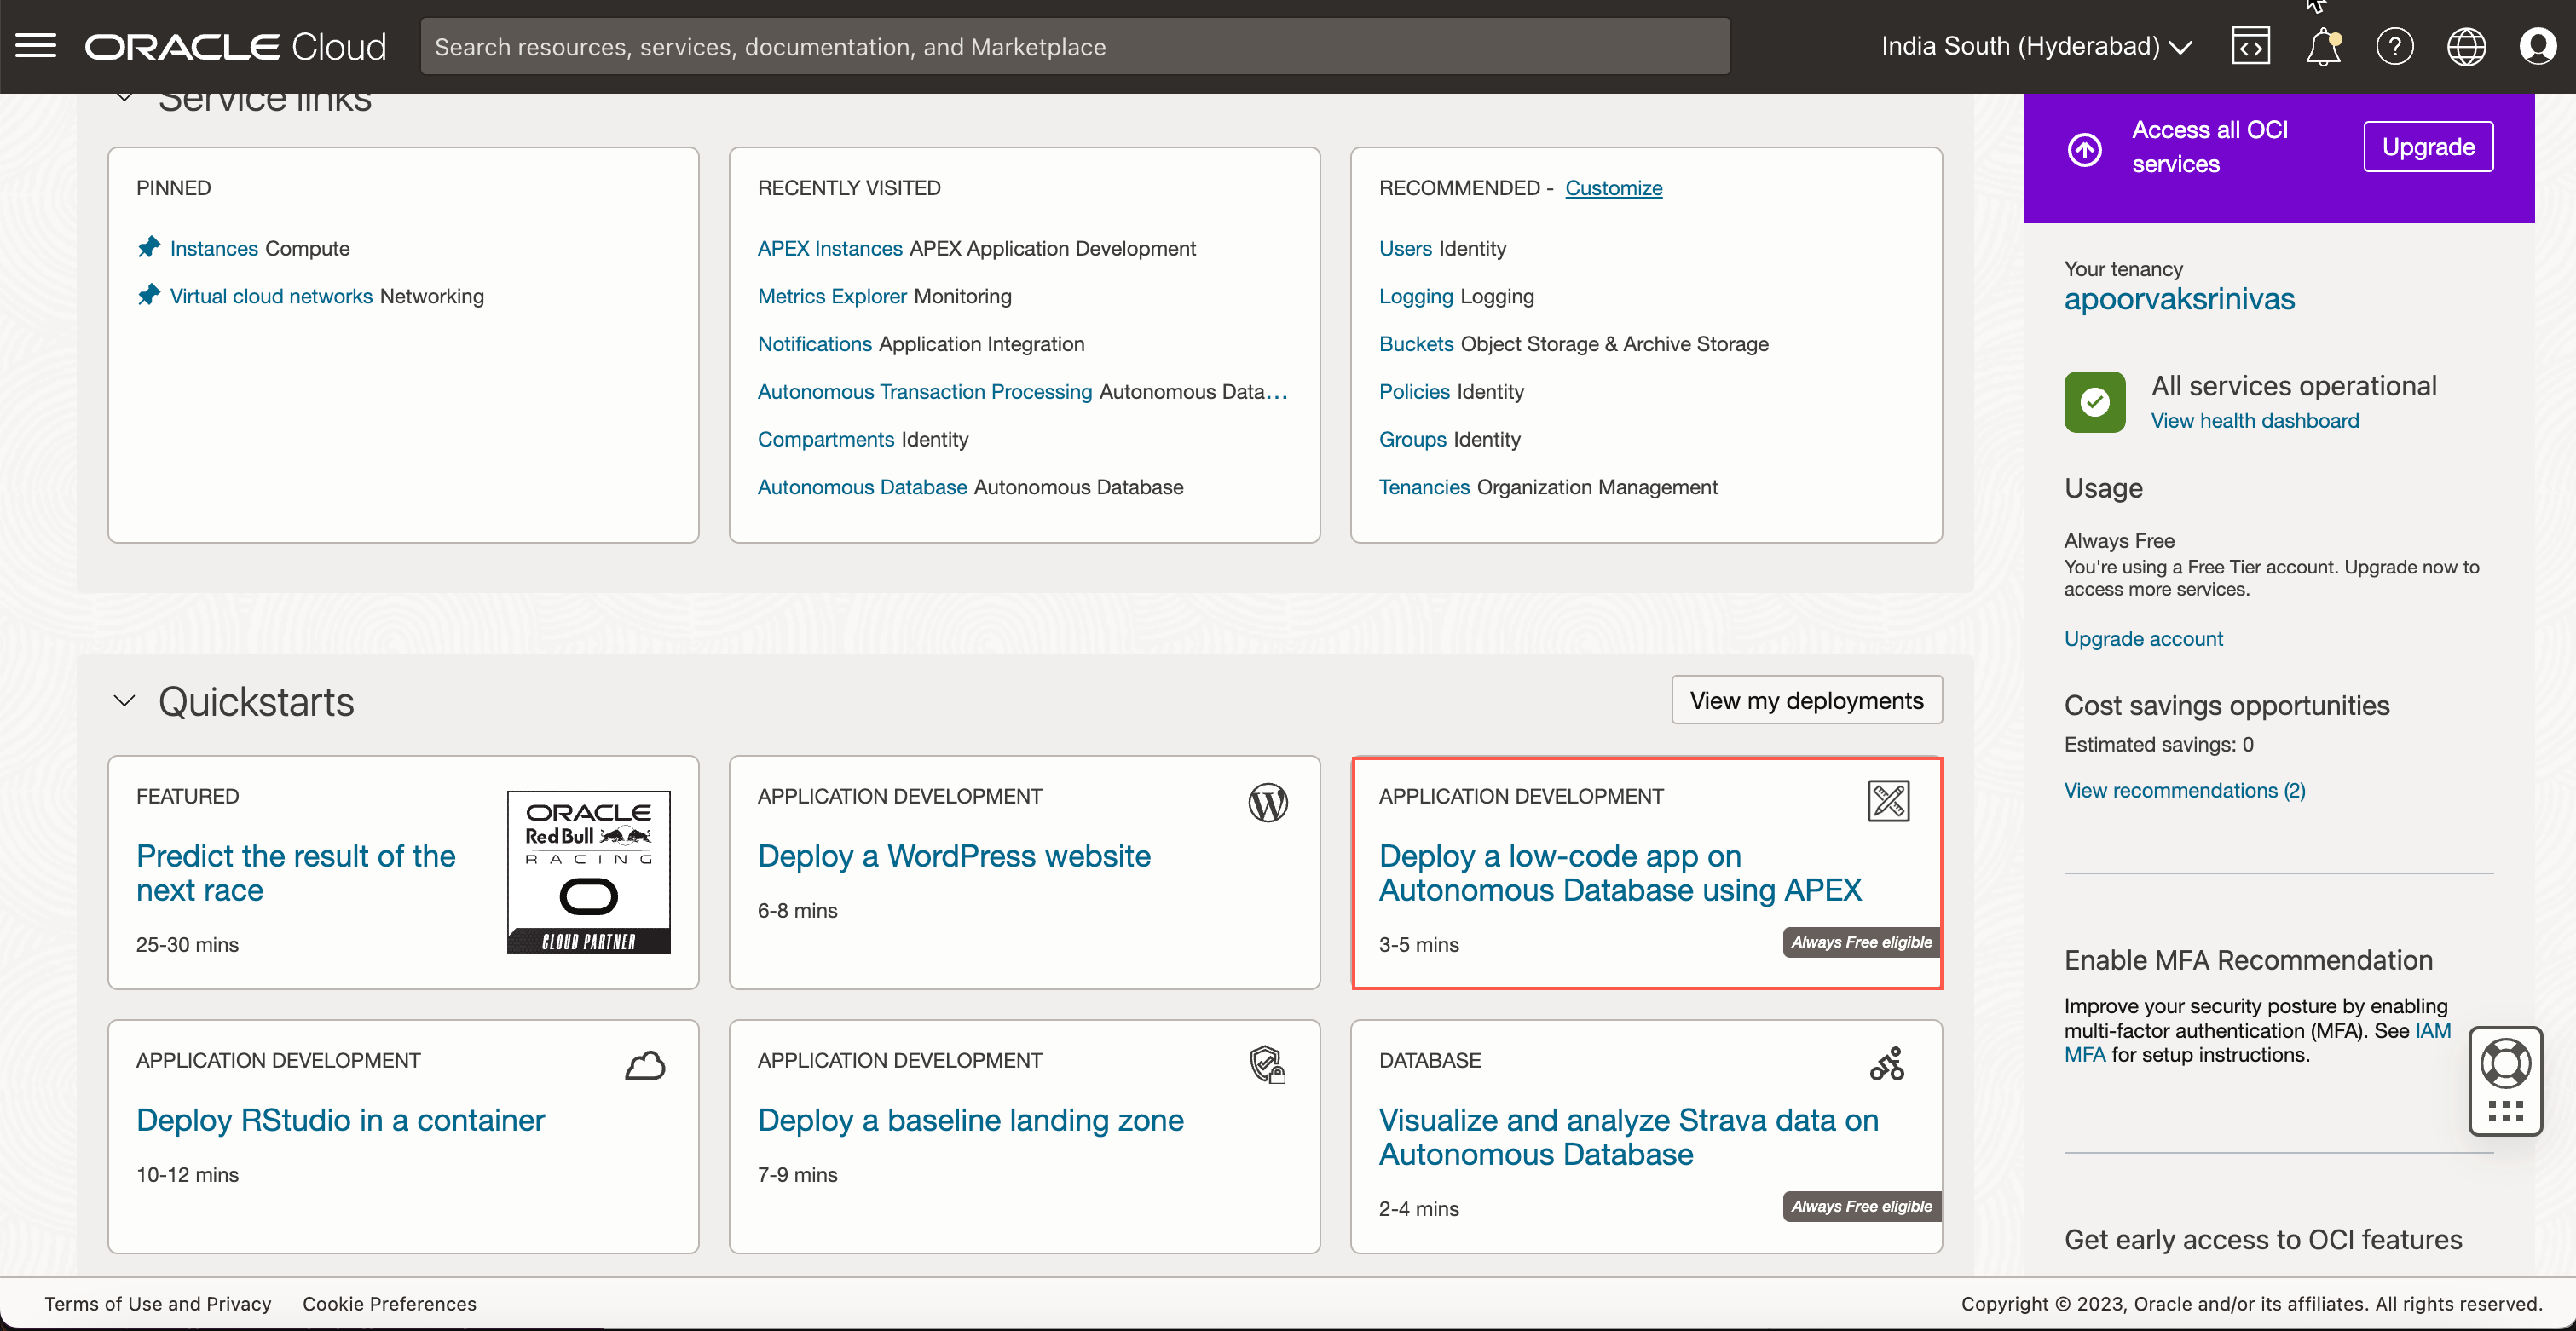 ORACLE Cloud
Search resources, services, documentation, and Marketplace
India South (Hyderabad)
Service links
PINNED
Instances Compute
Virtual cloud networks Networking
RECENTLY VISITED
APEX Instances APEX Application Development
Metrics Explorer Monitoring
Notifications Application Integration
Autonomous Transaction Processing Autonomous Data...
Compartments Identity
Autonomous Database Autonomous Database
RECOMMENDED - Customize
Users Identity
Logging Logging
Buckets Object Storage & Archive Storage
Policies Identity
Groups Identity
Tenancies Organization Management
Quickstarts
View my deployments
FEATURED
Predict the result of the
next race
25-30 mins
ORACLE
Red Bull
RACING
CLOUD PARTNER
APPLICATION DEVELOPMENT
Deploy a WordPress website
6-8 mins
APPLICATION DEVELOPMENT
Deploy a low-code app on
Autonomous Database using APEX
3-5 mins
Always Free eligible
APPLICATION DEVELOPMENT
Deploy RStudio in a container
10-12 mins
APPLICATION DEVELOPMENT
Deploy a baseline landing zone
7-9 mins
DATABASE
Visualize and analyze Strava data on
Autonomous Database
2-4 mins
Always Free eligible
Access all OCI
services
Upgrade
Your tenancy
apoorvaksrinivas
All services operational
View health dashboard
Usage
Always Free
You're using a Free Tier account. Upgrade now to
access more services.
Upgrade account
Cost savings opportunities
Estimated savings: 0
View recommendations (2)
Enable MFA Recommendation
Improve your security posture by enabling
multi-factor authentication (MFA). See IAM
MFA for setup instructions.
Get early access to OCI features
Terms of Use and Privacy
Cookie Preferences
Copyright © 2023, Oracle and/or its affiliates. All rights reserved.